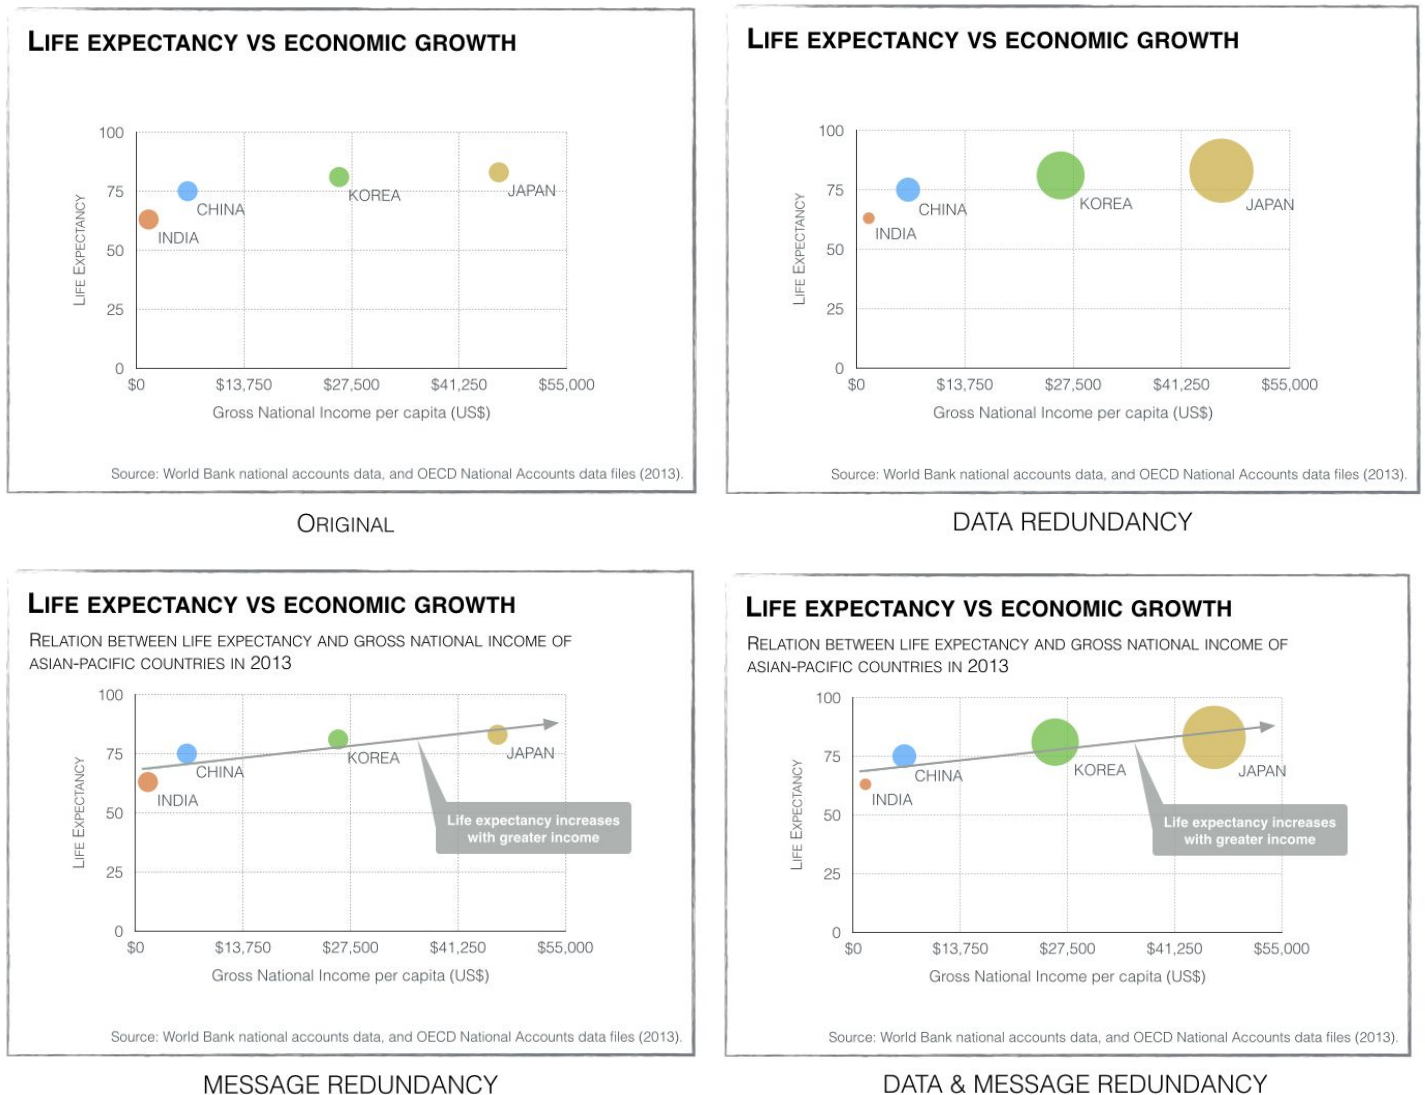 LIFE EXPECTANCY VS ECONOMIC GROWTH
100
75
50
25
0
LIFE EXPECTANCY
INDIA
CHINA
KOREA
JAPAN
$0 $13,750 $27,500 $41,250 $55,000
Gross National Income per capita (US$)
Source: World Bank national accounts data, and OECD National Accounts data files (2013).
ORIGINAL
LIFE EXPECTANCY VS ECONOMIC GROWTH
100
75
50
25
0
LIFE EXPECTANCY
INDIA
CHINA
KOREA
JAPAN
$0 $13,750 $27,500 $41,250 $55,000
Gross National Income per capita (US$)
Source: World Bank national accounts data, and OECD National Accounts data files (2013).
DATA REDUNDANCY
LIFE EXPECTANCY VS ECONOMIC GROWTH
RELATION BETWEEN LIFE EXPECTANCY AND GROSS NATIONAL INCOME OF
ASIAN-PACIFIC COUNTRIES IN 2013
100
75
50
25
0
LIFE EXPECTANCY
INDIA
CHINA
KOREA
JAPAN
Life expectancy increases
with greater income
$0 $13,750 $27,500 $41,250 $55,000
Gross National Income per capita (US$)
Source: World Bank national accounts data, and OECD National Accounts data files (2013).
MESSAGE REDUNDANCY
LIFE EXPECTANCY VS ECONOMIC GROWTH
RELATION BETWEEN LIFE EXPECTANCY AND GROSS NATIONAL INCOME OF
ASIAN-PACIFIC COUNTRIES IN 2013
100
75
50
25
0
LIFE EXPECTANCY
INDIA
CHINA
KOREA
JAPAN
Life expectancy increases
with greater income
$0 $13,750 $27,500 $41,250 $55,000
Gross National Income per capita (US$)
Source: World Bank national accounts data, and OECD National Accounts data files (2013).
DATA & MESSAGE REDUNDANCY